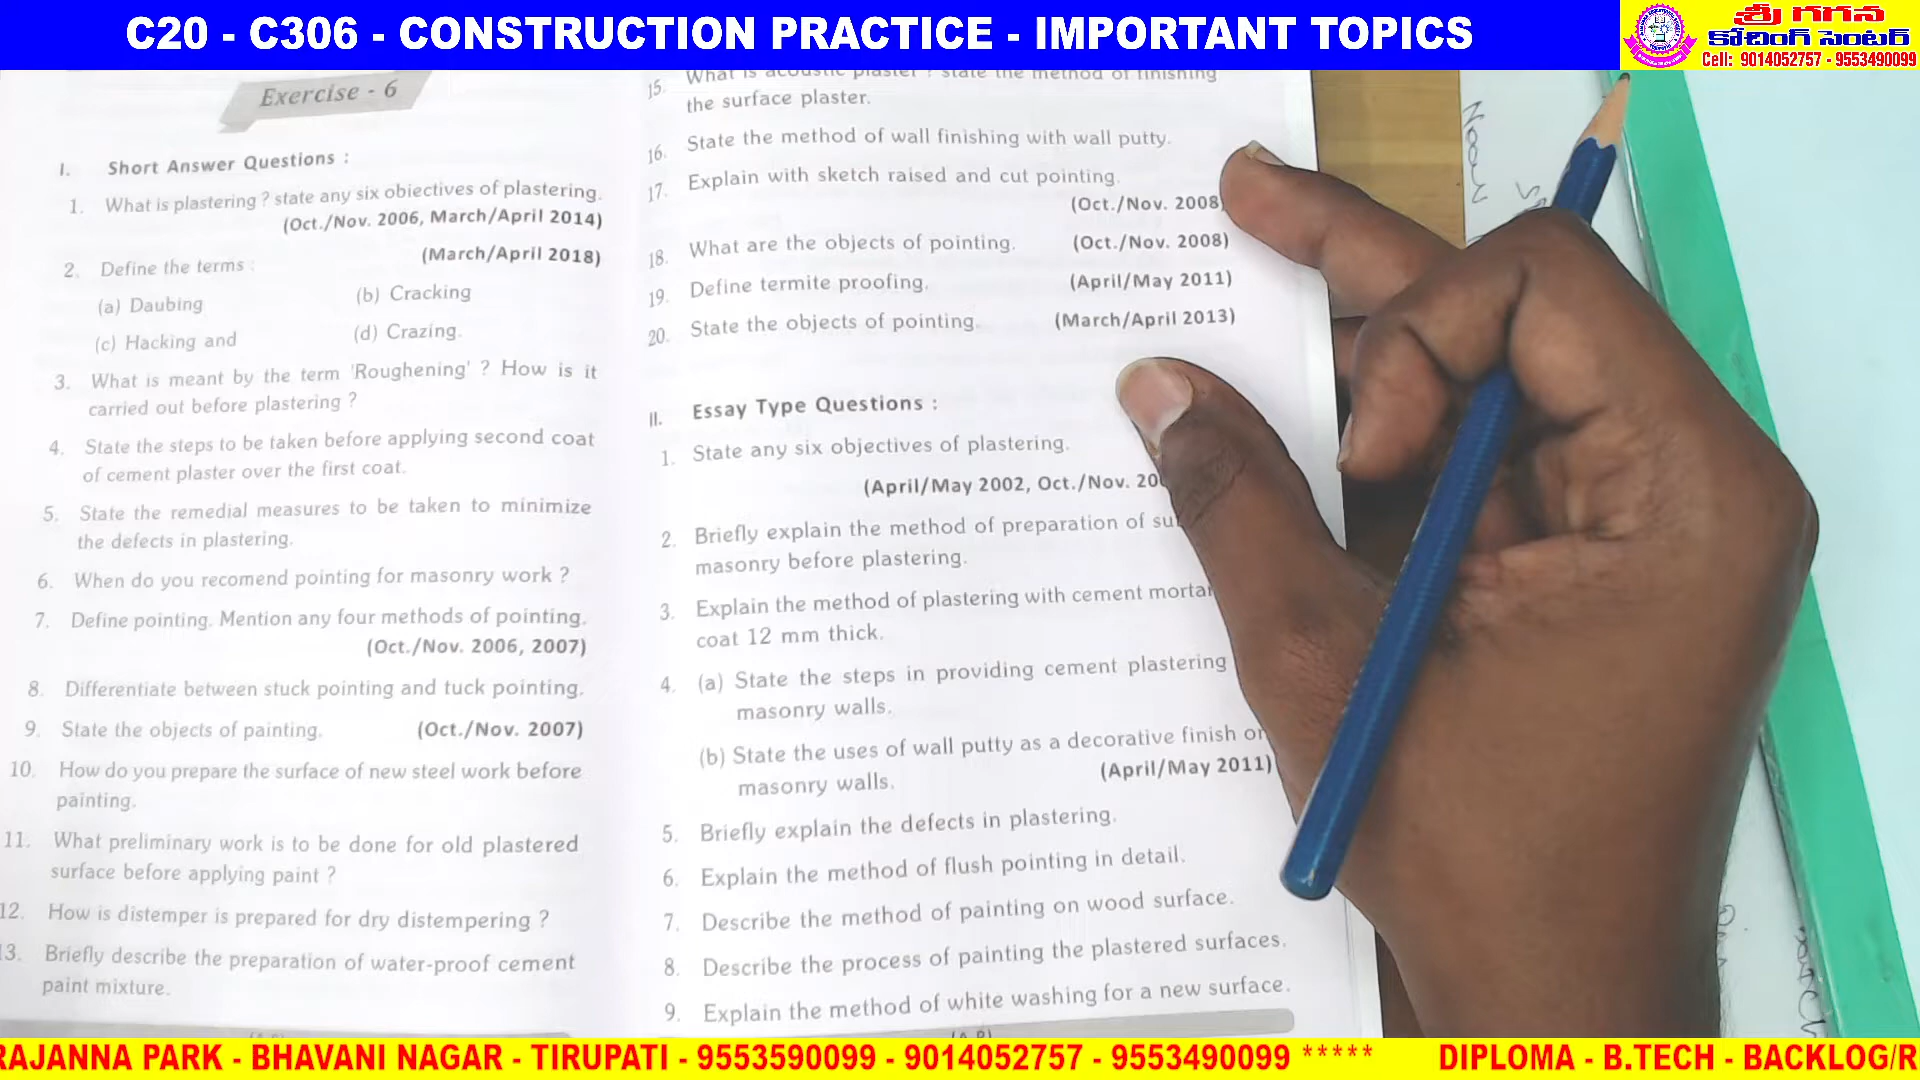 C20 - C306 - CONSTRUCTION PRACTICE - IMPORTANT TOPICS
శ్రీ గగన
కోచింగ్ సెంటర్
Cell: 9014052757 - 9553490099
Exercise - 6
I. Short Answer Questions :
1. What is plastering ? state any six obiectives of plastering.
(Oct./Nov. 2006, March/April 2014)
(March/April 2018)
2. Define the terms :
(a) Daubing (b) Cracking
(c) Hacking and (d) Crazing.
3. What is meant by the term 'Roughening' ? How is it
carried out before plastering ?
4. State the steps to be taken before applying second coat
of cement plaster over the first coat.
5. State the remedial measures to be taken to minimize
the defects in plastering.
6. When do you recomend pointing for masonry work ?
7. Define pointing. Mention any four methods of pointing.
(Oct./Nov. 2006, 2007)
8. Differentiate between stuck pointing and tuck pointing.
9. State the objects of painting. (Oct./Nov. 2007)
10. How do you prepare the surface of new steel work before
painting.
11. What preliminary work is to be done for old plastered
surface before applying paint ?
12. How is distemper is prepared for dry distempering ?
13. Briefly describe the preparation of water-proof cement
paint mixture.
15. What is acoustic plaster ? state the method of finishing
the surface plaster.
16. State the method of wall finishing with wall putty.
17. Explain with sketch raised and cut pointing.
(Oct./Nov. 2008)
18. What are the objects of pointing. (Oct./Nov. 2008)
19. Define termite proofing. (April/May 2011)
20. State the objects of pointing. (March/April 2013)
II. Essay Type Questions :
1. State any six objectives of plastering.
(April/May 2002, Oct./Nov.
2. Briefly explain the method of preparation of
masonry before plastering.
3. Explain the method of plastering with cement
coat 12 mm thick.
4. (a) State the steps in providing cement plastering
masonry walls.
(b) State the uses of wall putty as a decorative finish on
masonry walls. (April/May 2011)
5. Briefly explain the defects in plastering.
6. Explain the method of flush pointing in detail.
7. Describe the method of painting on wood surface.
8. Describe the process of painting the plastered surfaces.
9. Explain the method of white washing for a new surface.
RAJANNA PARK - BHAVANI NAGAR - TIRUPATI - 9553590099 - 9014052757 - 9553490099 ***** DIPLOMA - B.TECH - BACKLOG/R